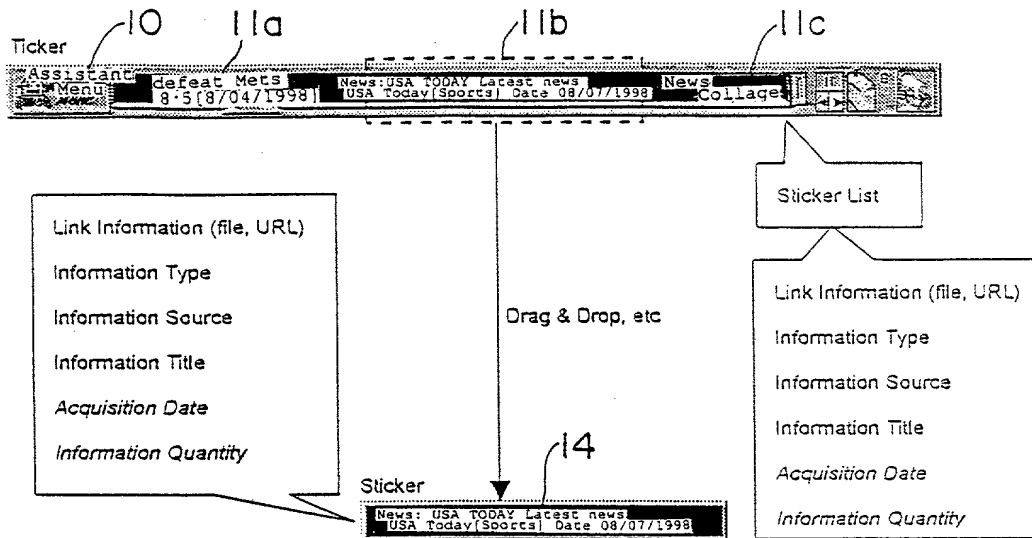 10 11a 11b 11c
Ticker
Assistant
Menu
defeat Mets
8-5[8/04/1998]
News:USA TODAY Latest news
USA Today[Sports] Date 08/07/1998
News
Collage
Sticker List
Link Information (file, URL)
Information Type
Information Source
Information Title
Acquisition Date
Information Quantity
Drag & Drop, etc
Link Information (file, URL)
Information Type
Information Source
Information Title
Acquisition Date
Information Quantity
14
Sticker
News: USA TODAY Latest news
USA Today[Sports] Date 08/07/1998